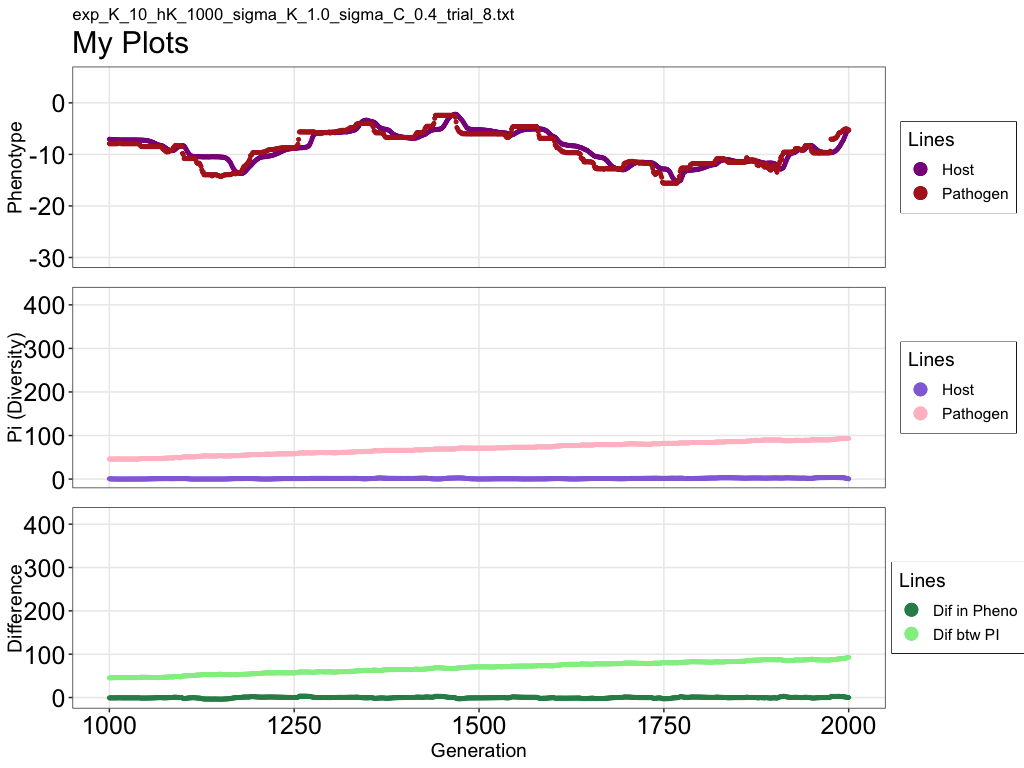 exp_K_10_hK_1000_sigma_K_1.0_sigma_C_0.4_trial_8.txt
My Plots
Phenotype
0
-10
-20
-30
Lines
Host
Pathogen
Pi (Diversity)
400
300
200
100
0
Lines
Host
Pathogen
Difference
400
300
200
100
0
Lines
Dif in Pheno
Dif btw PI
1000 1250 1500 1750 2000
Generation